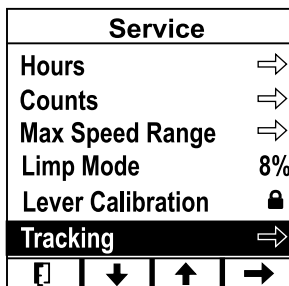 Service
Hours
Counts
Max Speed Range
Limp Mode 8%
Lever Calibration
Tracking